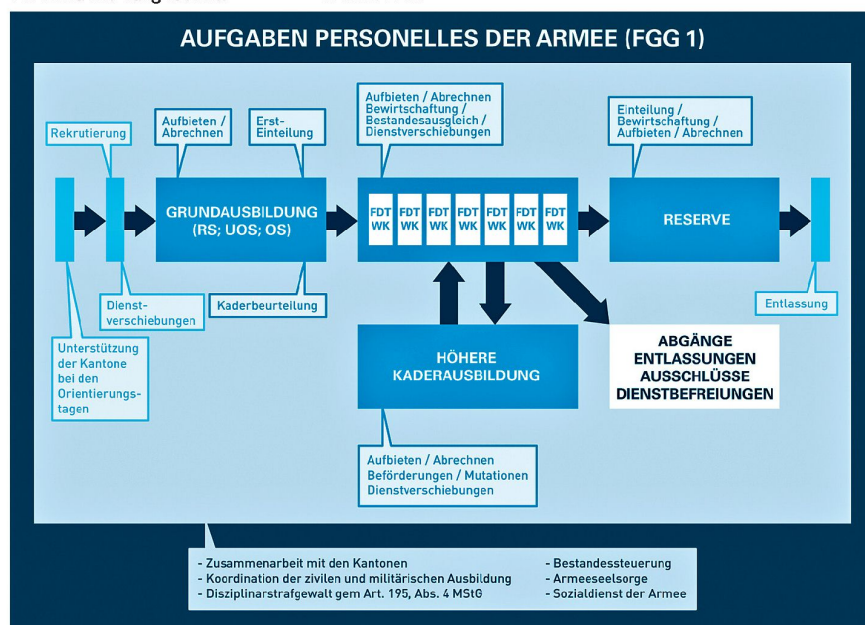 AUFGABEN PERSONELLES DER ARMEE (FGG 1)
Rekrutierung
Aufbieten /
Abrechnen
Erst-
Einteilung
Aufbieten / Abrechnen
Bewirtschaftung /
Bestandesausgleich /
Dienstverschiebungen
Einteilung /
Bewirtschaftung /
Aufbieten / Abrechnen
GRUNDAUSBILDUNG
(RS; UOS; OS)
FDT FDT FDT FDT FDT FDT FDT
WK WK WK WK WK WK WK
RESERVE
Dienst-
verschiebungen
Kaderbeurteilung
Entlassung
Unterstützung
der Kantone
bei den
Orientierungs-
tagen
HÖHERE
KADERAUSBILDUNG
ABGÄNGE
ENTLASSUNGEN
AUSSCHLÜSSE
DIENSTBEFREIUNGEN
Aufbieten / Abrechnen
Beförderungen / Mutationen
Dienstverschiebungen
- Zusammenarbeit mit den Kantonen
- Koordination der zivilen und militärischen Ausbildung
- Disziplinarstrafgewalt gem Art. 195, Abs. 4 MStG
- Bestandessteuerung
- Armeeseelsorge
- Sozialdienst der Armee